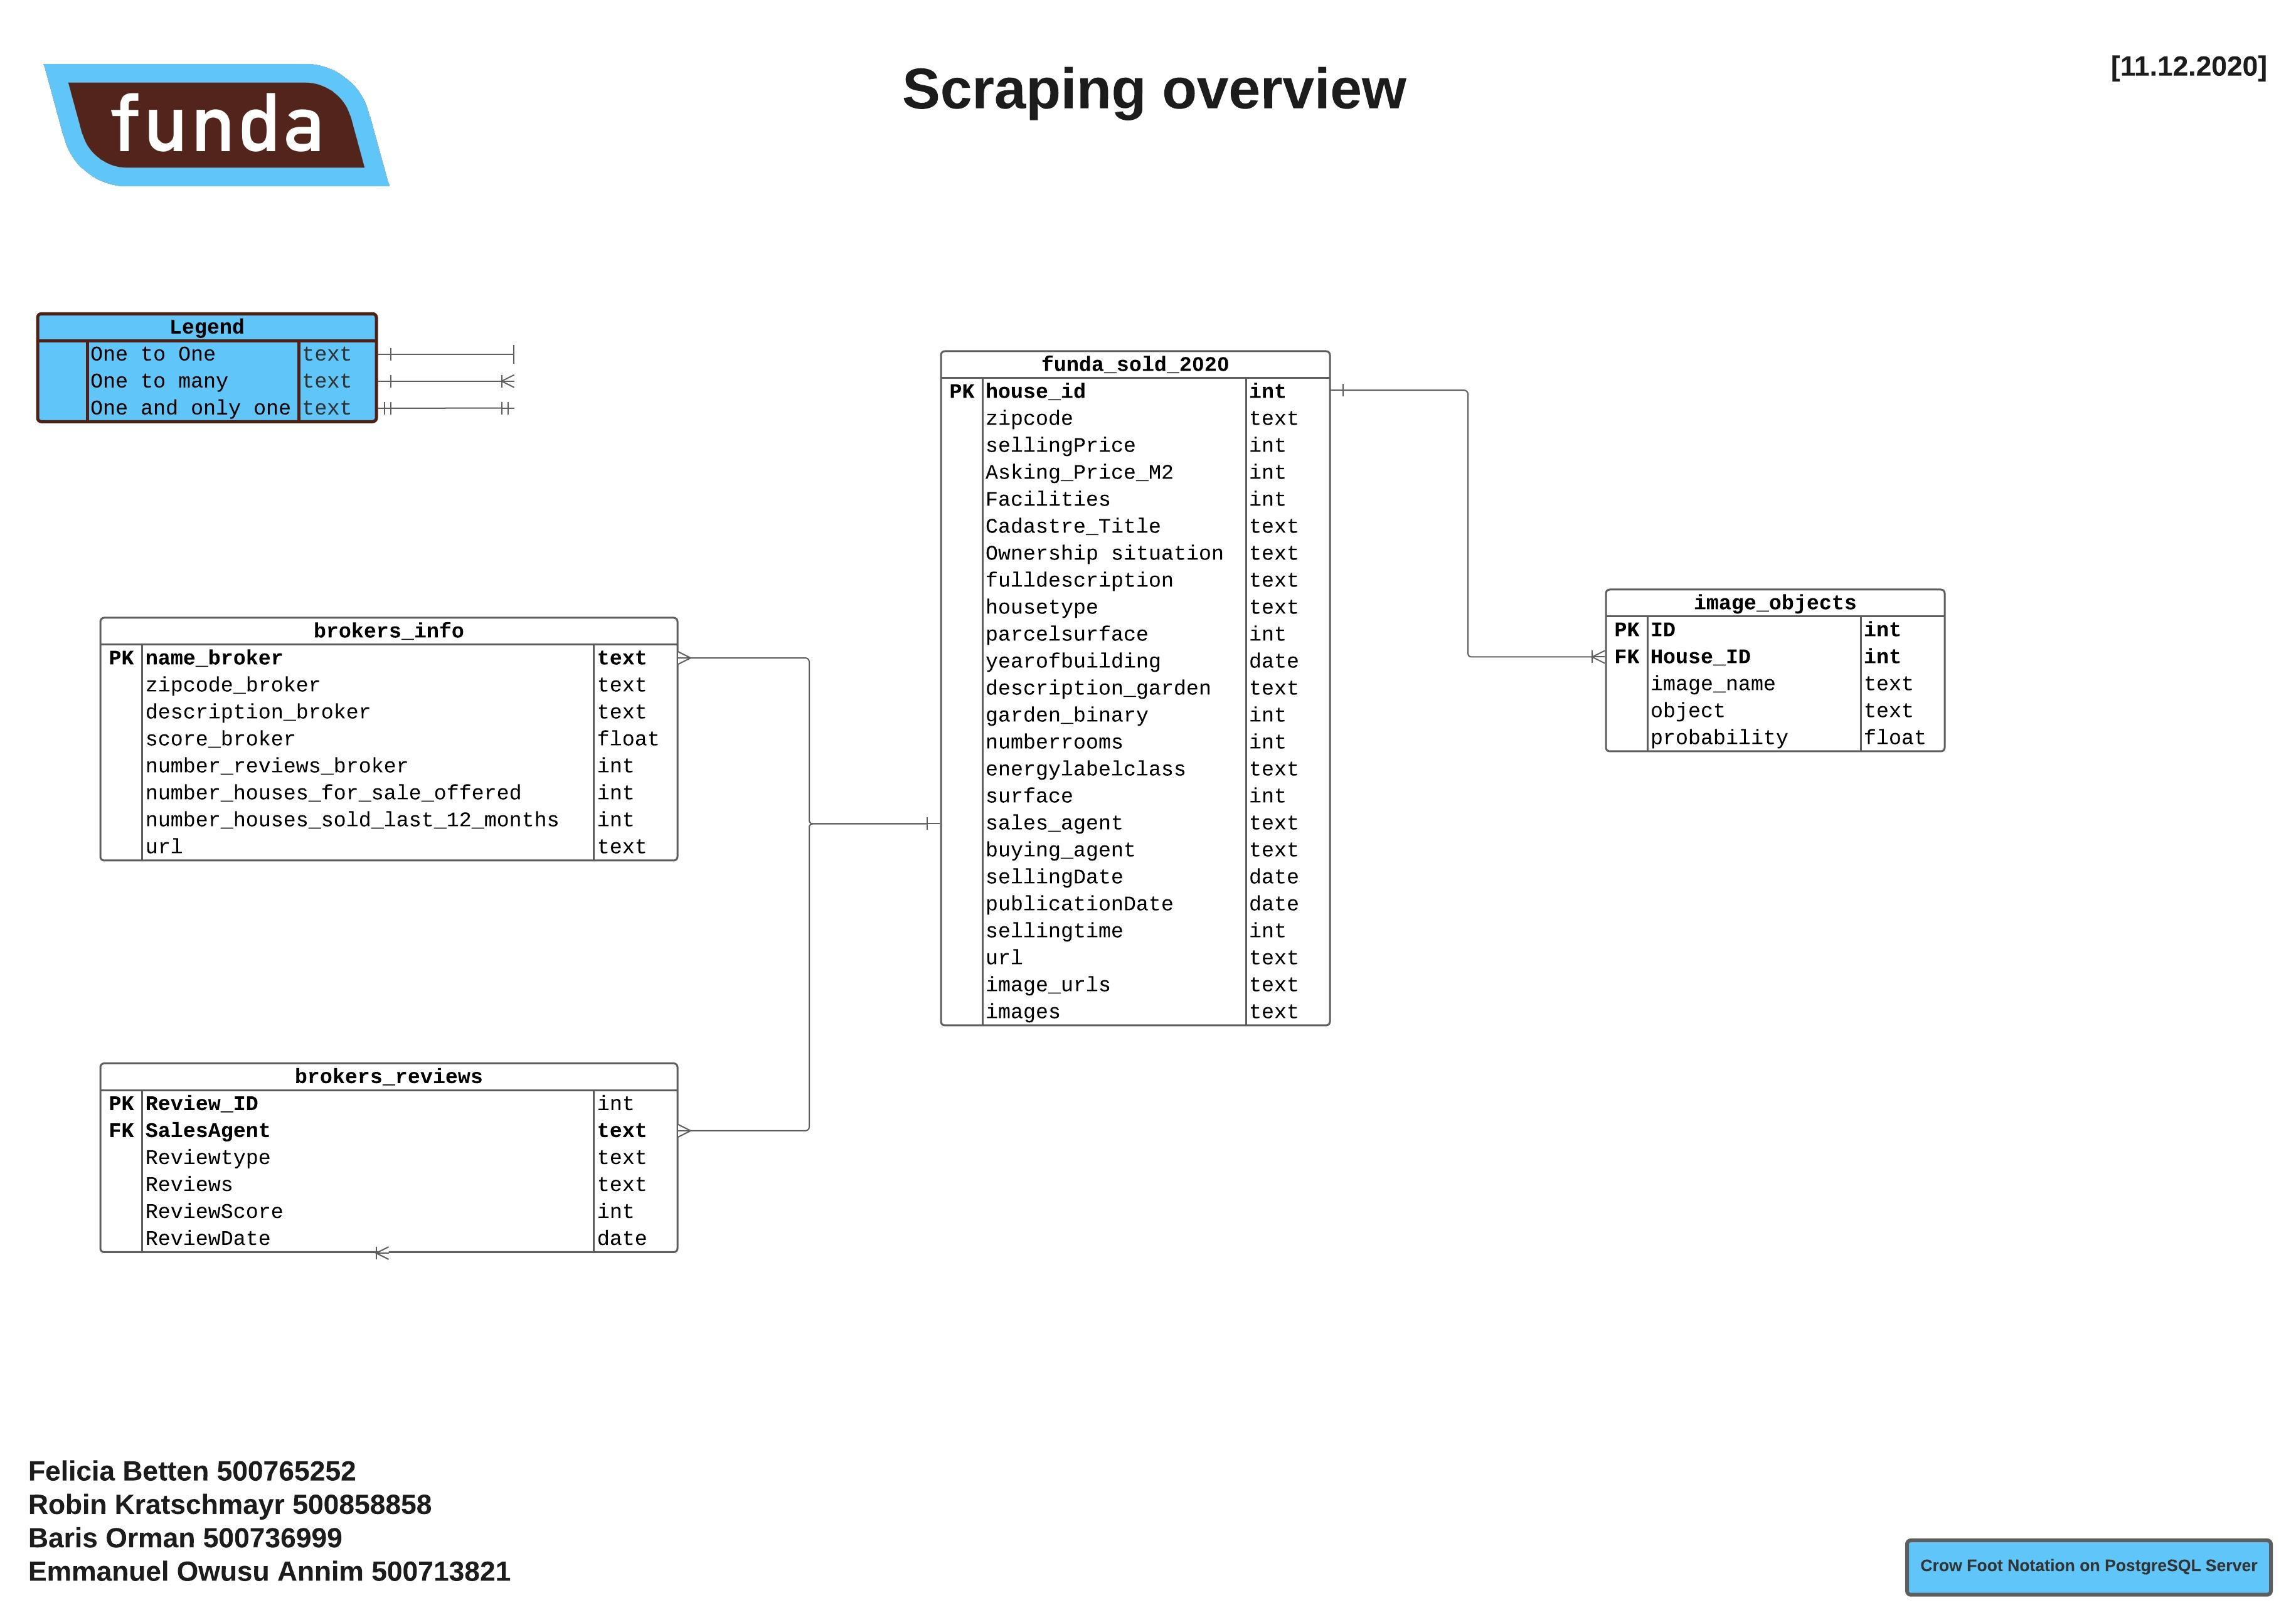 funda
Scraping overview
[11.12.2020]
Legend
One to One text
One to many text
One and only one text
funda_sold_2020
PK house_id int
zipcode text
sellingPrice int
Asking_Price_M2 int
Facilities int
Cadastre_Title text
Ownership situation text
fulldescription text
housetype text
parcelsurface int
yearofbuilding date
description_garden text
garden_binary int
numberrooms int
energylabelclass text
surface int
sales_agent text
buying_agent text
sellingDate date
publicationDate date
sellingtime int
url text
image_urls text
images text
brokers_info
PK name_broker text
zipcode_broker text
description_broker text
score_broker float
number_reviews_broker int
number_houses_for_sale_offered int
number_houses_sold_last_12_months int
url text
image_objects
PK ID int
FK House_ID int
image_name text
object text
probability float
brokers_reviews
PK Review_ID int
FK SalesAgent text
Reviewtype text
Reviews text
ReviewScore int
ReviewDate date
Felicia Betten 500765252
Robin Kratschmayr 500858858
Baris Orman 500736999
Emmanuel Owusu Annim 500713821
Crow Foot Notation on PostgreSQL Server